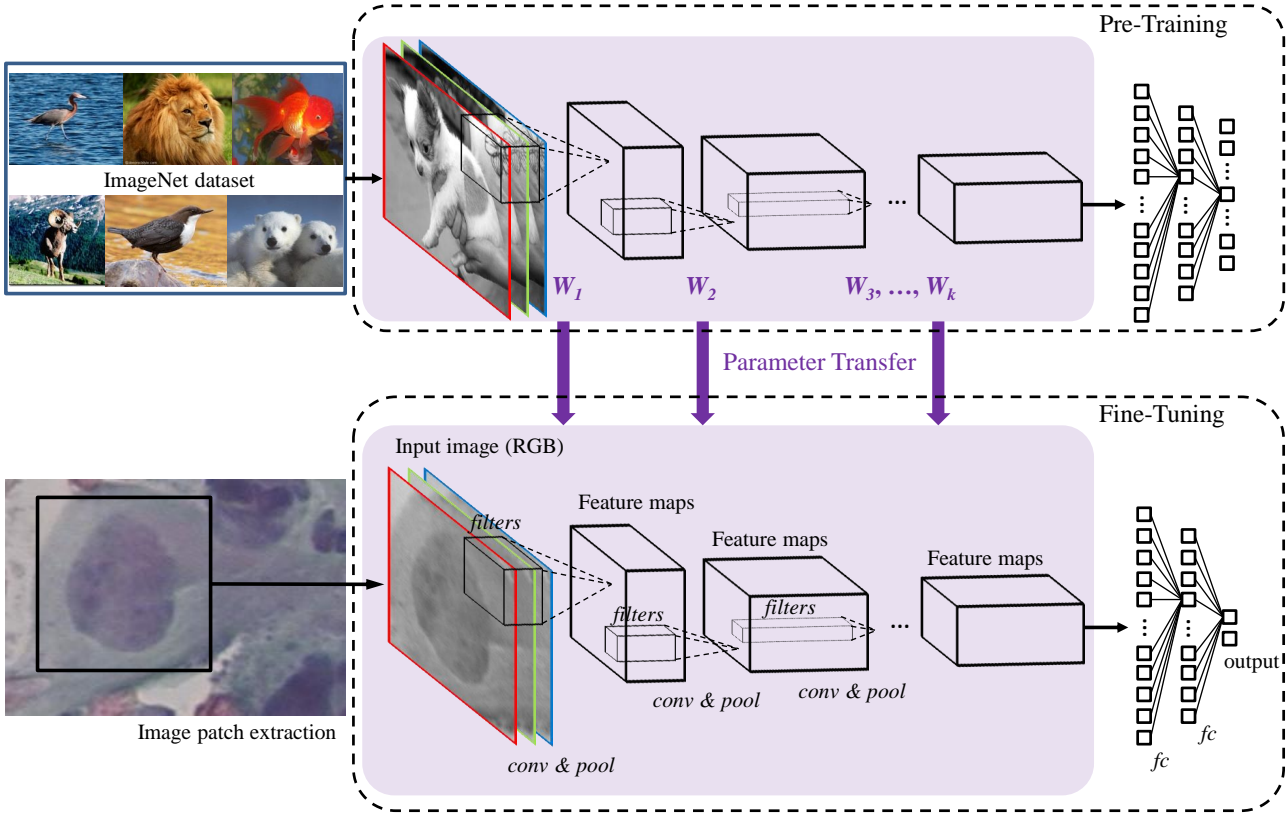 Pre-Training
ImageNet dataset
...
W1
W2
W3, ..., Wk
Parameter Transfer
Fine-Tuning
Input image (RGB)
filters
Feature maps
Feature maps
Feature maps
filters
filters
...
conv & pool
conv & pool
conv & pool
Image patch extraction
output
fc
fc